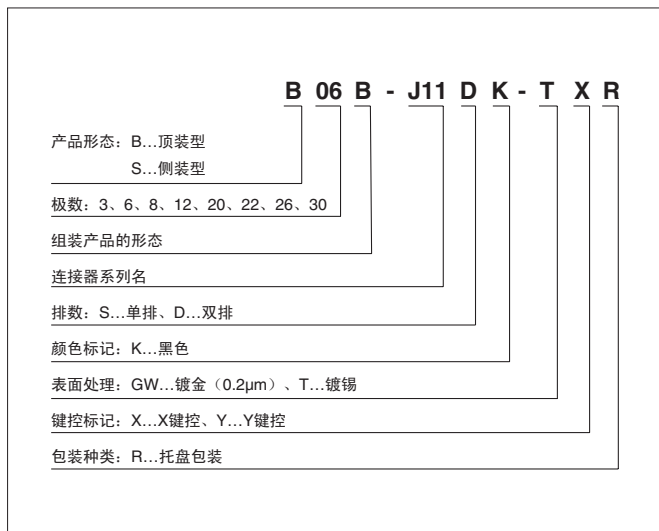 B 06 B - J11 D K - T X R
产品形态：B…顶装型
S…侧装型
极数：3、6、8、12、20、22、26、30
组装产品的形态
连接器系列名
排数：S…单排、D…双排
颜色标记：K…黑色
表面处理：GW…镀金（0.2μm）、T…镀锡
键控标记：X…X键控、Y…Y键控
包装种类：R…托盘包装